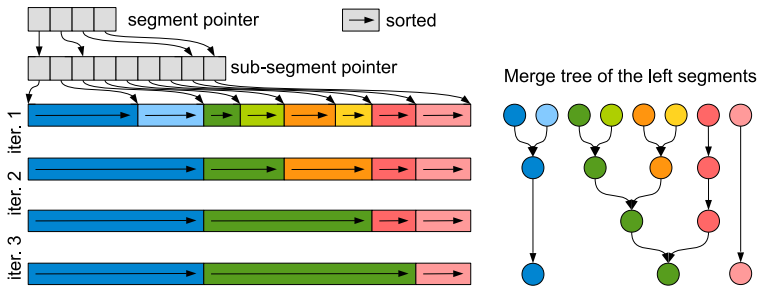 segment pointer
sorted
sub-segment pointer
Merge tree of the left segments
iter. 1
iter. 2
iter. 3